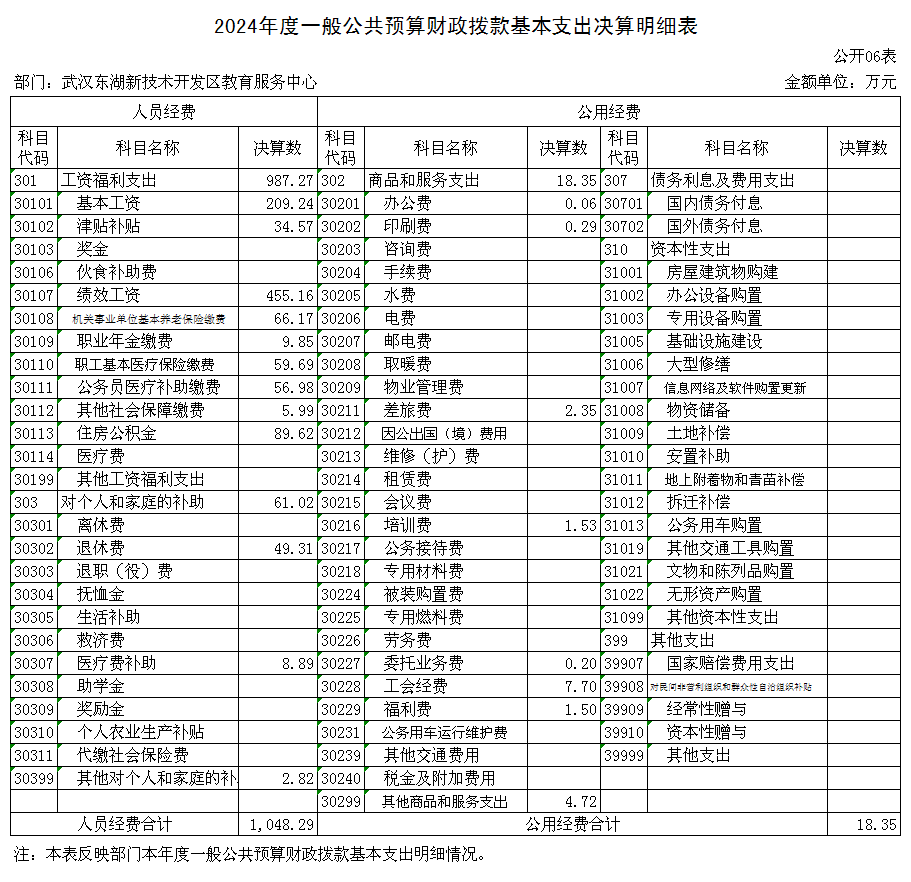 2024年度一般公共预算财政拨款基本支出决算明细表
公开06表
部门：武汉东湖新技术开发区教育服务中心 金额单位：万元
人员经费 公用经费
科目代码 科目名称 决算数 科目代码 科目名称 决算数 科目代码 科目名称 决算数
301 工资福利支出 987.27 302 商品和服务支出 18.35 307 债务利息及费用支出
30101 基本工资 209.24 30201 办公费 0.06 30701 国内债务付息
30102 津贴补贴 34.57 30202 印刷费 0.29 30702 国外债务付息
30103 奖金 30203 咨询费 310 资本性支出
30106 伙食补助费 30204 手续费 31001 房屋建筑物购建
30107 绩效工资 455.16 30205 水费 31002 办公设备购置
30108 机关事业单位基本养老保险缴费 66.17 30206 电费 31003 专用设备购置
30109 职业年金缴费 9.85 30207 邮电费 31005 基础设施建设
30110 职工基本医疗保险缴费 59.69 30208 取暖费 31006 大型修缮
30111 公务员医疗补助缴费 56.98 30209 物业管理费 31007 信息网络及软件购置更新
30112 其他社会保障缴费 5.99 30211 差旅费 2.35 31008 物资储备
30113 住房公积金 89.62 30212 因公出国（境）费用 31009 土地补偿
30114 医疗费 30213 维修（护）费 31010 安置补助
30199 其他工资福利支出 30214 租赁费 31011 地上附着物和青苗补偿
303 对个人和家庭的补助 61.02 30215 会议费 31012 拆迁补偿
30301 离休费 30216 培训费 1.53 31013 公务用车购置
30302 退休费 49.31 30217 公务接待费 31019 其他交通工具购置
30303 退职（役）费 30218 专用材料费 31021 文物和陈列品购置
30304 抚恤金 30224 被装购置费 31022 无形资产购置
30305 生活补助 30225 专用燃料费 31099 其他资本性支出
30306 救济费 30226 劳务费 399 其他支出
30307 医疗费补助 8.89 30227 委托业务费 0.20 39907 国家赔偿费用支出
30308 助学金 30228 工会经费 7.70 39908 对民间非营利组织和群众性自治组织补贴
30309 奖励金 30229 福利费 1.50 39909 经常性赠与
30310 个人农业生产补贴 30231 公务用车运行维护费 39910 资本性赠与
30311 代缴社会保险费 30239 其他交通费用 39999 其他支出
30399 其他对个人和家庭的补 2.82 30240 税金及附加费用
30299 其他商品和服务支出 4.72
人员经费合计 1,048.29 公用经费合计 18.35
注：本表反映部门本年度一般公共预算财政拨款基本支出明细情况。